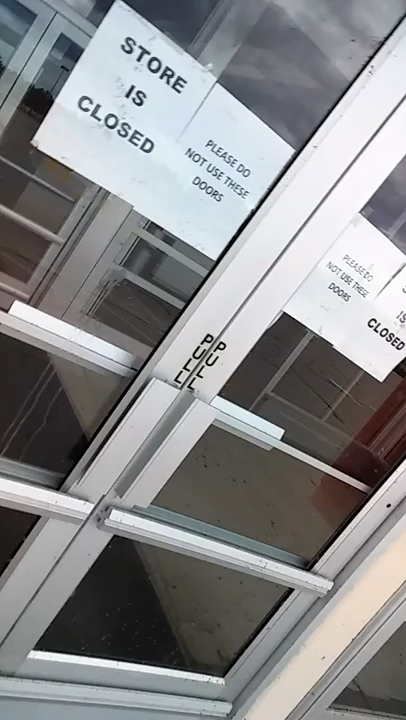 STORE
IS
CLOSED
PLEASE DO
NOT USE THESE
DOORS
PULL
PULL
PLEASE DO
NOT USE THESE
DOORS
IS
CLOSED